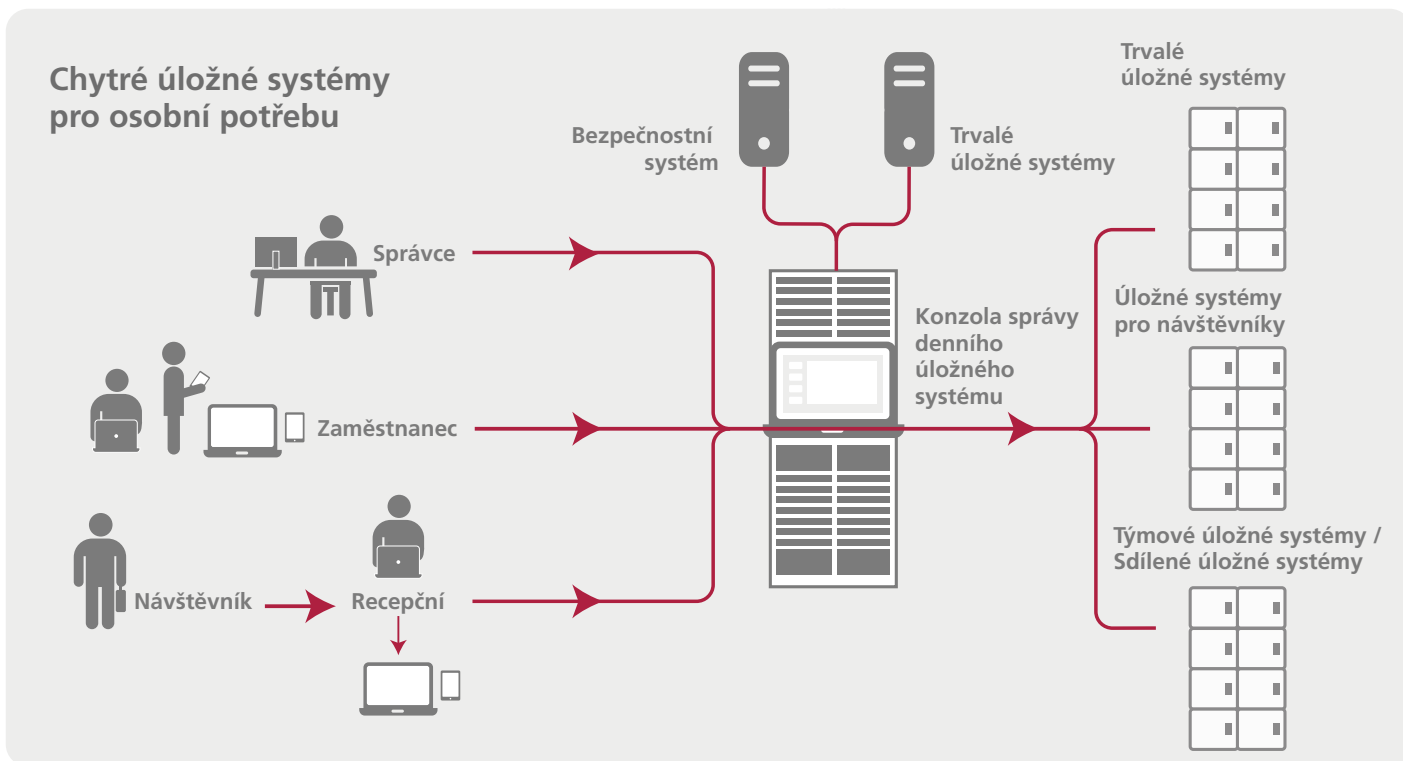 Chytré úložné systémy
pro osobní potřebu
Bezpečnostní
systém
Trvalé
úložné systémy
Trvalé
úložné systémy
Správce
Konzola správy
denního
úložného
systému
Úložné systémy
pro návštěvníky
Zaměstnanec
Týmové úložné systémy /
Sdílené úložné systémy
Návštěvník
Recepční